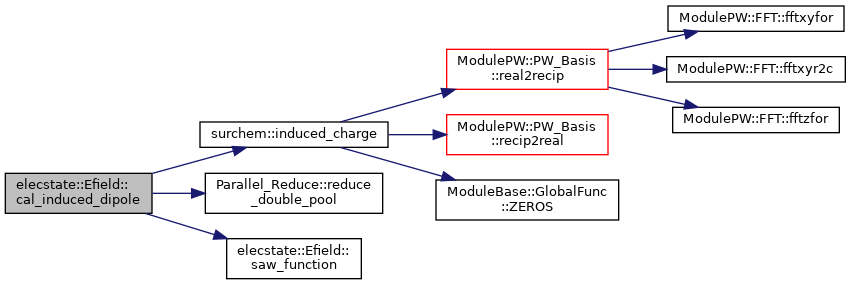 elecstate::Efield::
cal_induced_dipole
surchem::induced_charge
Parallel_Reduce::reduce
_double_pool
elecstate::Efield::
saw_function
ModulePW::PW_Basis
::real2recip
ModulePW::PW_Basis
::recip2real
ModuleBase::GlobalFunc
::ZEROS
ModulePW::FFT::fftxyfor
ModulePW::FFT::fftxyr2c
ModulePW::FFT::fftzfor